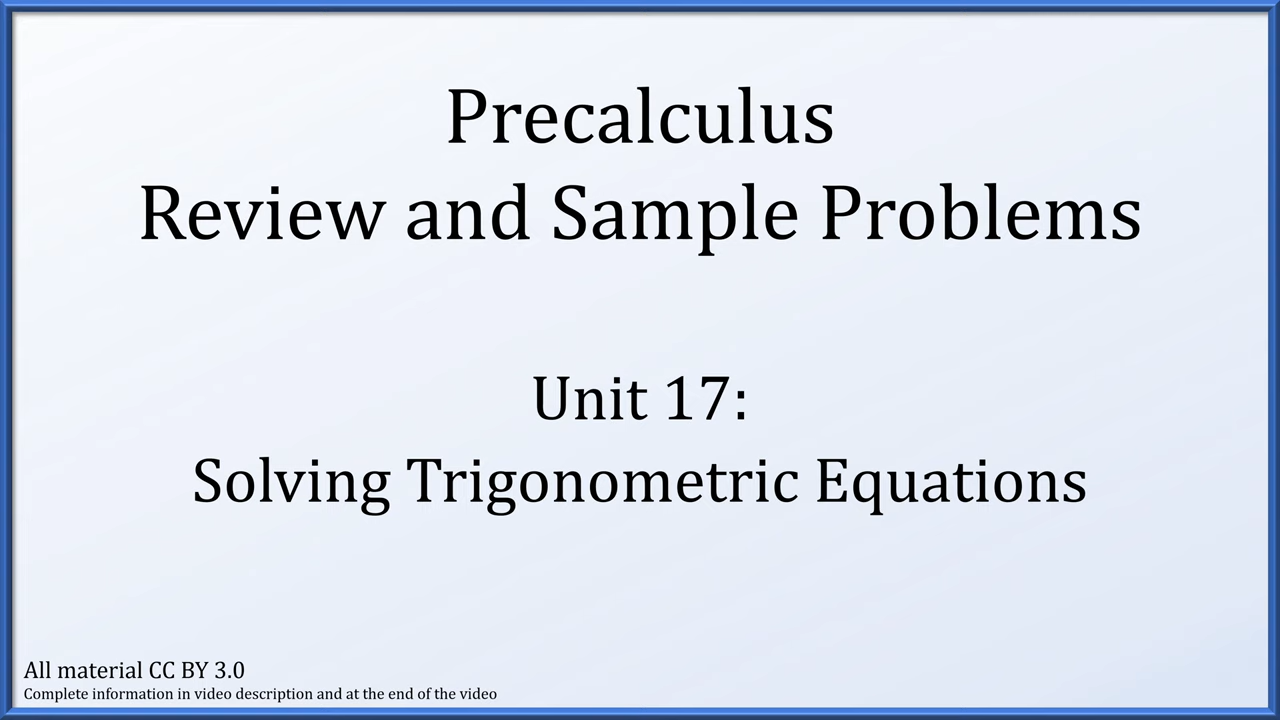 Precalculus
Review and Sample Problems
Unit 17:
Solving Trigonometric Equations
All material CC BY 3.0
Complete information in video description and at the end of the video